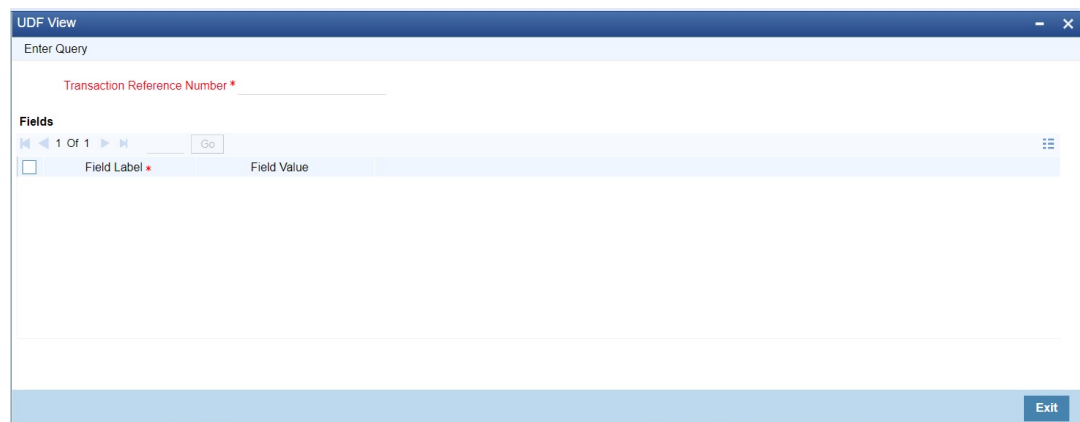 UDF View
Enter Query
Transaction Reference Number *
Fields
1 Of 1 Go
Field Label * Field Value
Exit